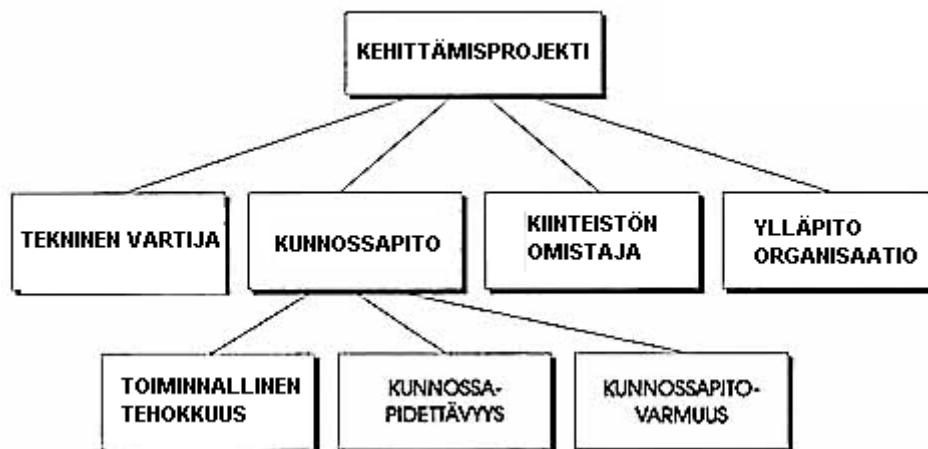 KEHITTÄMISPROJEKTI
TEKNINEN VARTIJA
KUNNOSSAPITO
KIINTEISTÖN
OMISTAJA
YLLÄPITO
ORGANISAATIO
TOIMINNALLINEN
TEHOKKUUS
KUNNOSSA-
PIDETTÄVYYS
KUNNOSSAPITO-
VARMUUS